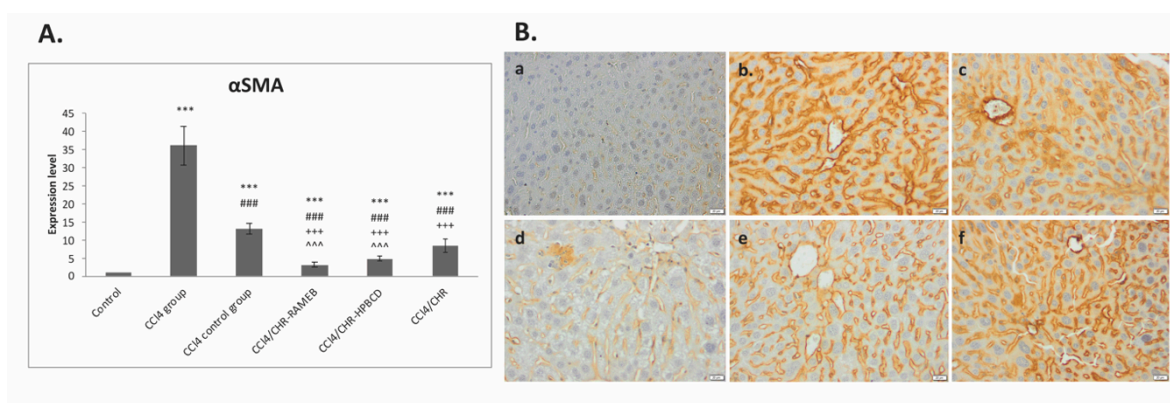 A.
αSMA
Expression level
45
40
35
30
25
20
15
10
5
0
***
***
###
***
###
+++
^^^
***
###
+++
^^^
***
###
+++
Control
CCl4 group
CCl4 control group
CCl4/CHR-RAMEB
CCl4/CHR-HPBCD
CCl4/CHR
B.
a
b.
c
d
e
f